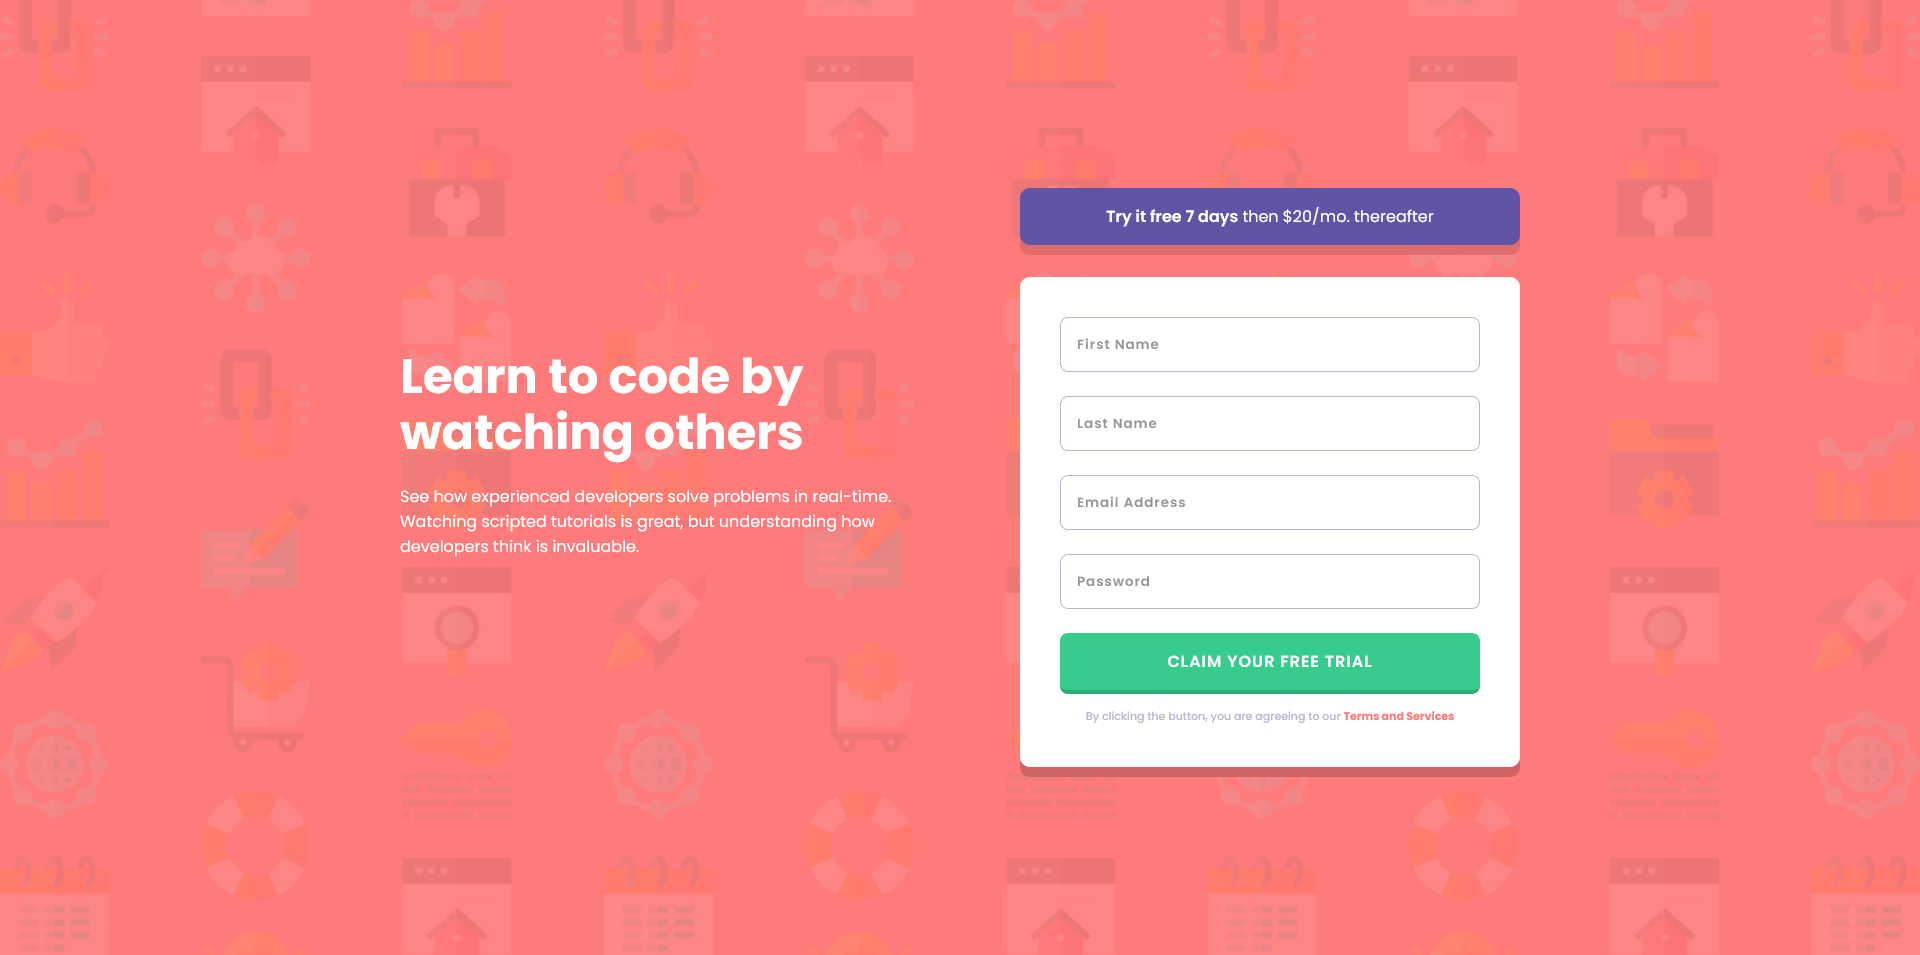 Learn to code by
watching others
See how experienced developers solve problems in real-time.
Watching scripted tutorials is great, but understanding how
developers think is invaluable.
Try it free 7 days then $20/mo. thereafter
First Name
Last Name
Email Address
Password
CLAIM YOUR FREE TRIAL
By clicking the button, you are agreeing to our Terms and Services